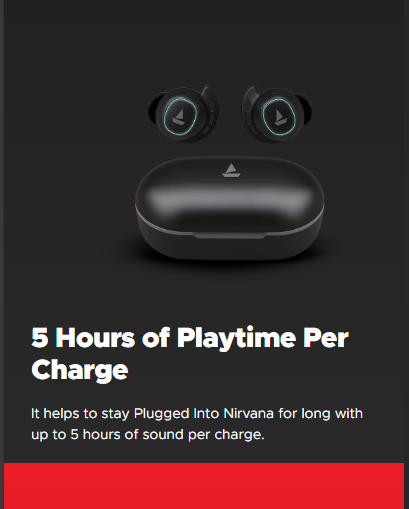 5 Hours of Playtime Per
Charge
It helps to stay Plugged Into Nirvana for long with
up to 5 hours of sound per charge.